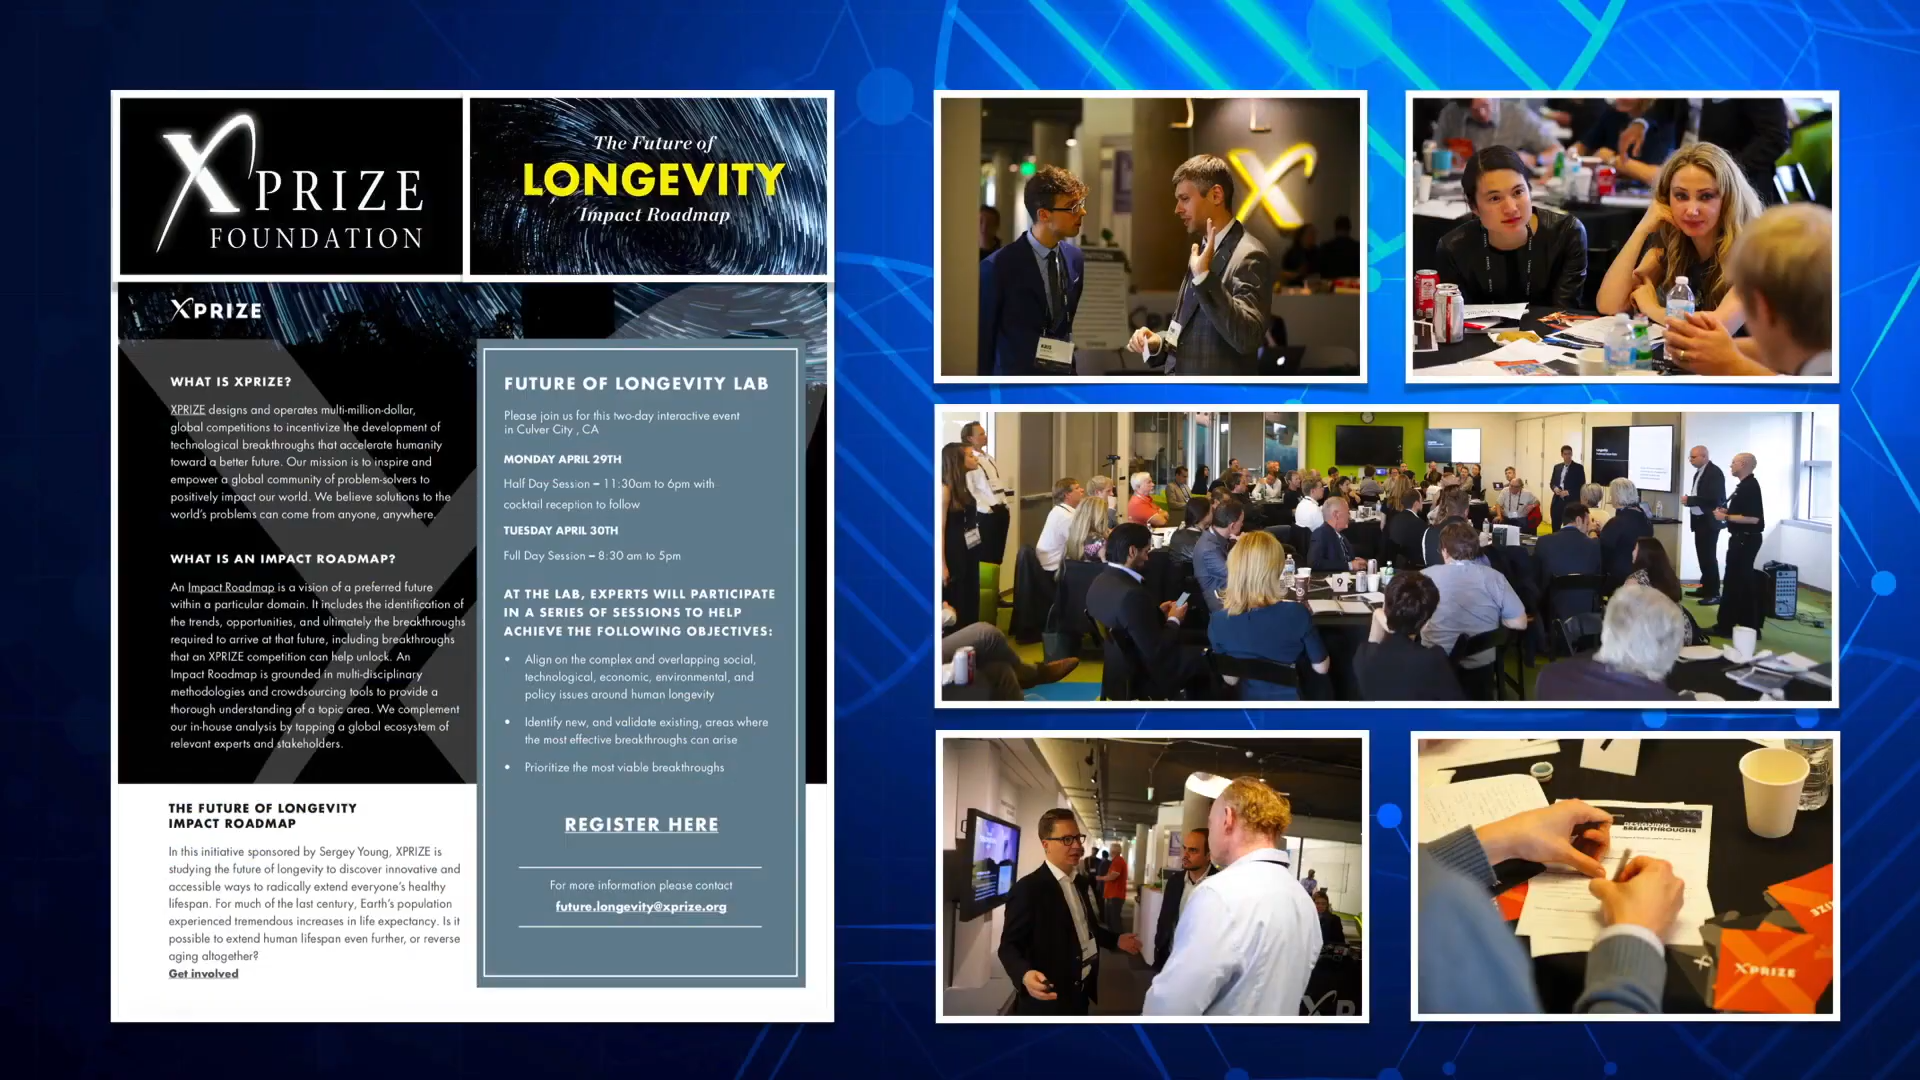 XPRIZE
FOUNDATION
The Future of
LONGEVITY
Impact Roadmap
XPRIZE
WHAT IS XPRIZE?
XPRIZE designs and operates multi-million-dollar,
global competitions to incentivize the development of
technological breakthroughs that accelerate humanity
toward a better future. Our mission is to inspire and
empower a global community of problem-solvers to
positively impact our world. We believe solutions to the
world's problems can come from anyone, anywhere.
WHAT IS AN IMPACT ROADMAP?
An Impact Roadmap is a vision of a preferred future
within a particular domain. It includes the identification of
the trends, opportunities, and ultimately the breakthroughs
required to arrive at that future, including breakthroughs
that an XPRIZE competition can help unlock. An
Impact Roadmap is grounded in multi-disciplinary
methodologies and crowdsourcing tools to provide a
thorough understanding of a topic area. We complement
our in-house analysis by tapping a global ecosystem of
relevant experts and stakeholders.
THE FUTURE OF LONGEVITY
IMPACT ROADMAP
In this initiative sponsored by Sergey Young, XPRIZE is
studying the future of longevity to discover innovative and
accessible ways to radically extend everyone's healthy
lifespan. For much of the last century, Earth's population
experienced tremendous increases in life expectancy. Is it
possible to extend human lifespan even further, or reverse
aging altogether?
Get involved
FUTURE OF LONGEVITY LAB
Please join us for this two-day interactive event
in Culver City , CA
MONDAY APRIL 29TH
Half Day Session – 11:30am to 6pm with
cocktail reception to follow
TUESDAY APRIL 30TH
Full Day Session – 8:30 am to 5pm
AT THE LAB, EXPERTS WILL PARTICIPATE
IN A SERIES OF SESSIONS TO HELP
ACHIEVE THE FOLLOWING OBJECTIVES:
• Align on the complex and overlapping social,
technological, economic, environmental, and
policy issues around human longevity
• Identify new, and validate existing, areas where
the most effective breakthroughs can arise
• Prioritize the most viable breakthroughs
REGISTER HERE
For more information please contact
future.longevity@xprize.org
X
9
BREAKTHROUGHS
XPRIZE